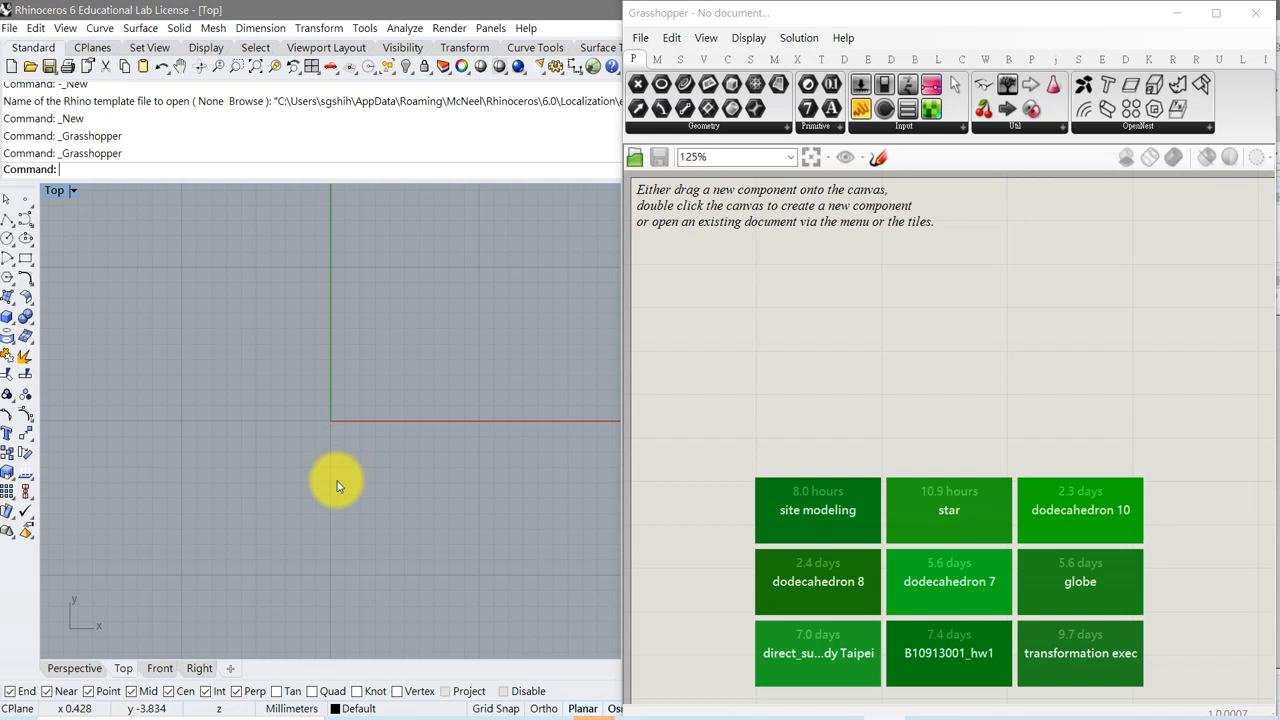 Rhinoceros 6 Educational Lab License - [Top]
File Edit View Curve Surface Solid Mesh Dimension Transform Tools Analyze Render Panels Help
Standard CPlanes Set View Display Select Viewport Layout Visibility Transform Curve Tools Surface T
Command: -_New
Name of the Rhino template file to open ( None Browse ): "C:\Users\sgshih\AppData\Roaming\McNeel\Rhinoceros\6.0\Localization\e
Command: _New
Command: _Grasshopper
Command: _Grasshopper
Command:
Top
y
x
Perspective Top Front Right
End Near Point Mid Cen Int Perp Tan Quad Knot Vertex Project Disable
CPlane x 0.428 y -3.834 z Millimeters Default Grid Snap Ortho Planar Osn
Grasshopper - No document...
File Edit View Display Solution Help
P M S V C S M I X T D B L C K W P j S E D A N R U L I
Geometry Primitive Input Util OpenNest
125%
Either drag a new component onto the canvas,
double click the canvas to create a new component
or open an existing document via the menu or the tiles.
8.0 hours
site modeling
10.9 hours
star
2.3 days
dodecahedron 10
2.4 days
dodecahedron 8
5.6 days
dodecahedron 7
5.6 days
globe
7.0 days
direct_su...dy Taipei
7.4 days
B10913001_hw1
9.7 days
transformation exec
1.0.0007